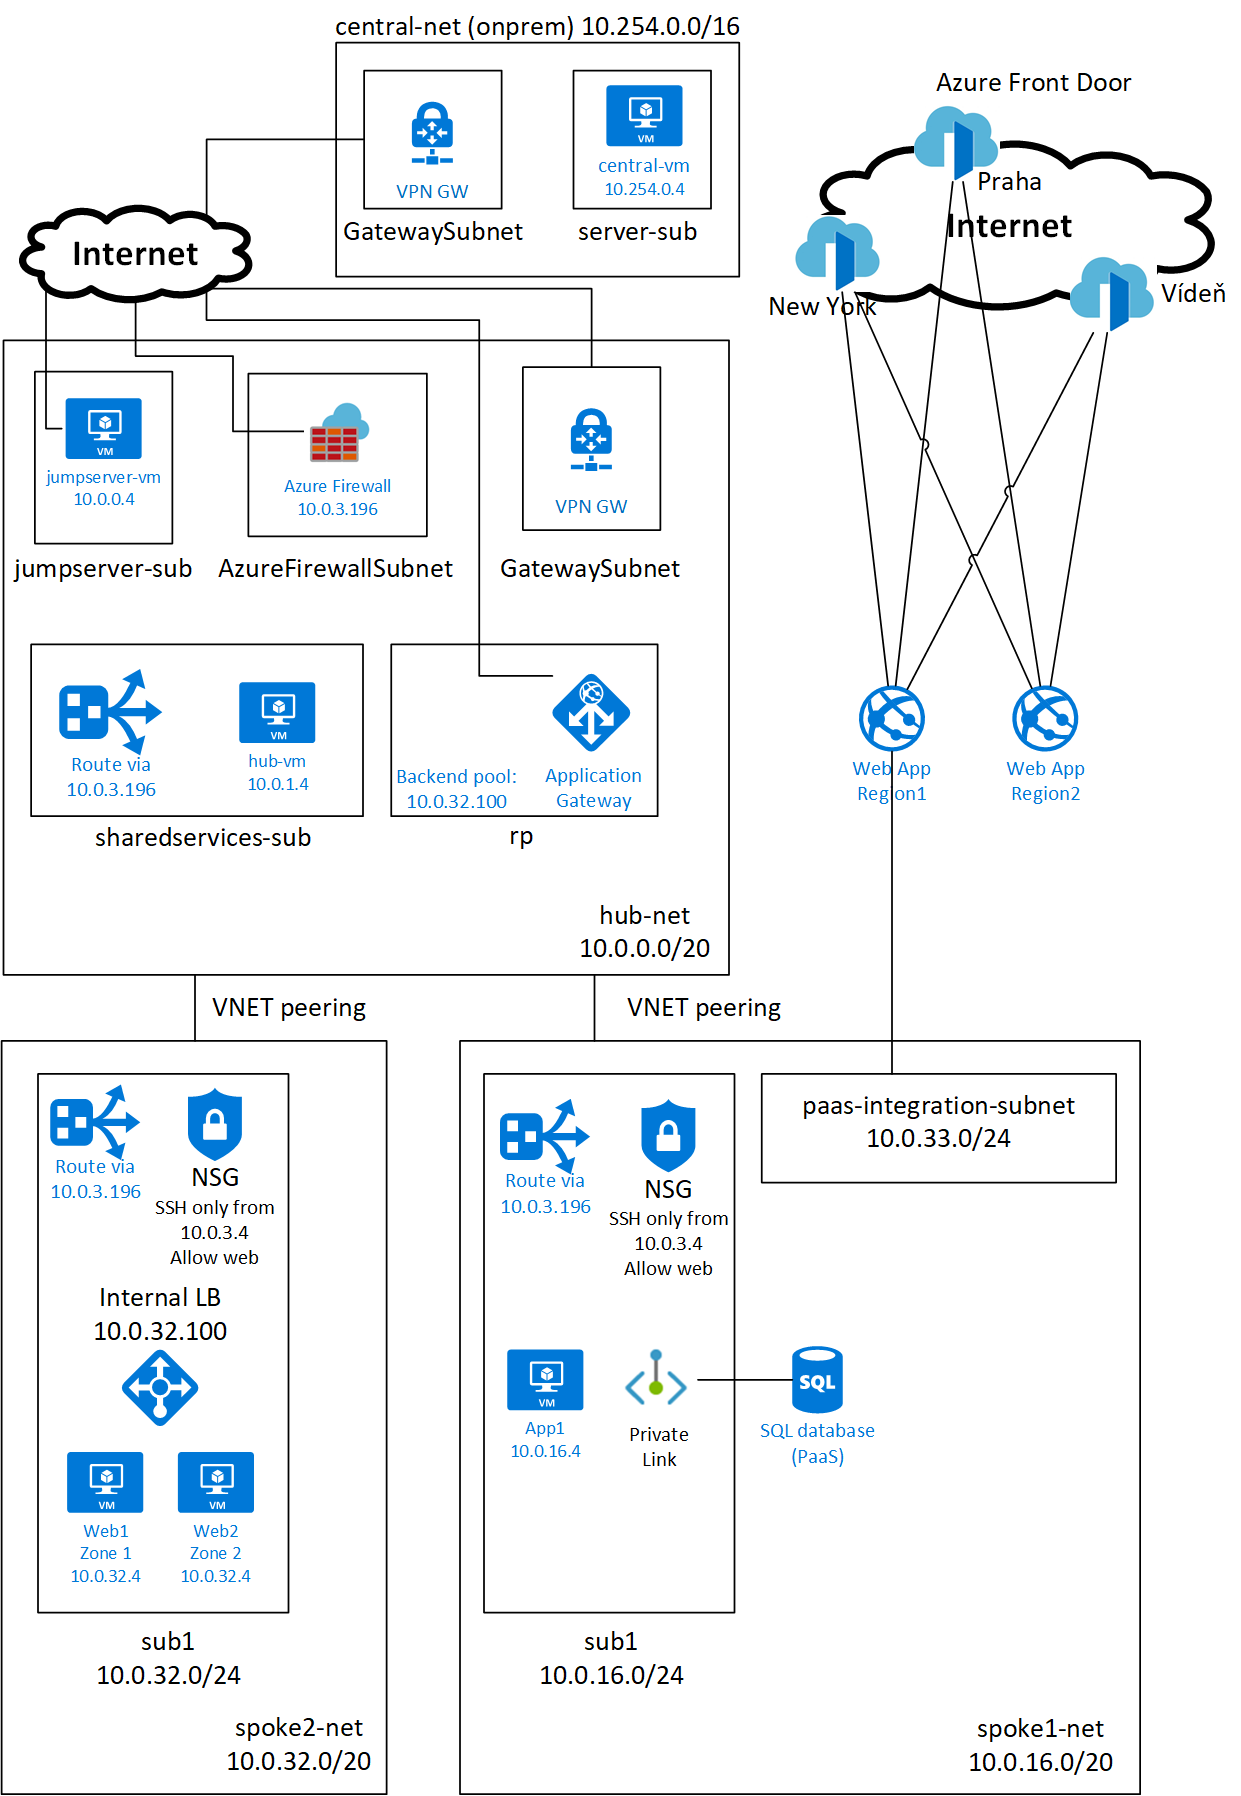 central-net (onprem) 10.254.0.0/16
VM
central-vm
10.254.0.4
VPN GW
GatewaySubnet
server-sub
Internet
Azure Front Door
Praha
Internet
New York
Vídeň
VM
jumpserver-vm
10.0.0.4
jumpserver-sub
Azure Firewall
10.0.3.196
AzureFirewallSubnet
VPN GW
GatewaySubnet
Route via
10.0.3.196
VM
hub-vm
10.0.1.4
sharedservices-sub
Backend pool:
10.0.32.100
Application
Gateway
rp
hub-net
10.0.0.0/20
Web App
Region1
Web App
Region2
VNET peering
VNET peering
Route via
10.0.3.196
NSG
SSH only from
10.0.3.4
Allow web
Internal LB
10.0.32.100
VM
Web1
Zone 1
10.0.32.4
VM
Web2
Zone 2
10.0.32.4
sub1
10.0.32.0/24
spoke2-net
10.0.32.0/20
Route via
10.0.3.196
NSG
SSH only from
10.0.3.4
Allow web
paas-integration-subnet
10.0.33.0/24
VM
App1
10.0.16.4
Private
Link
SQL
SQL database
(PaaS)
sub1
10.0.16.0/24
spoke1-net
10.0.16.0/20